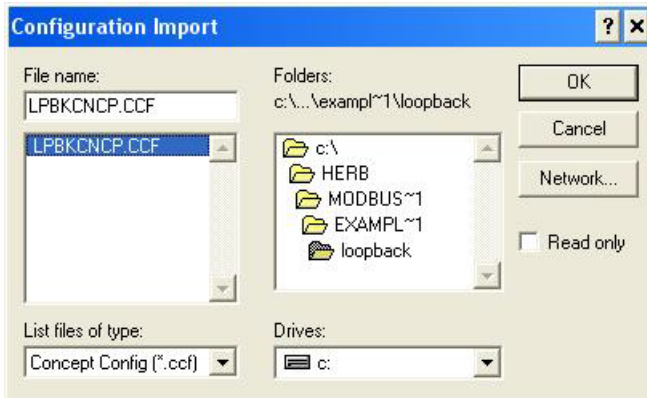 Configuration Import
File name:
LPBKCNCP.CCF
LPBKCNCP.CCF
List files of type:
Concept Config (*.ccf)
Folders:
c:\...\exampl~1\loopback
c:\
HERB
MODBUS~1
EXAMPL~1
loopback
Drives:
c:
OK
Cancel
Network...
Read only